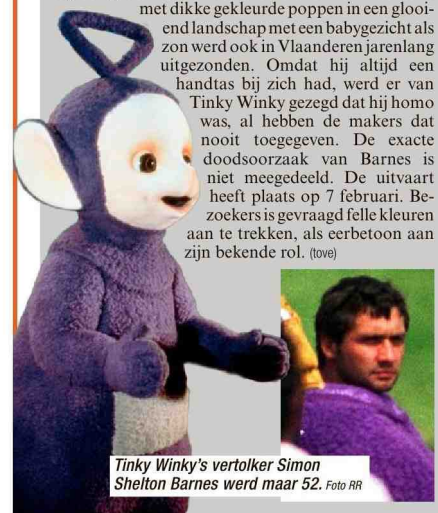 met dikke gekleurde poppen in een glooi-
end landschap met een babygezicht als
zon werd ook in Vlaanderen jarenlang
uitgezonden. Omdat hij altijd een
handtas bij zich had, werd er van
Tinky Winky gezegd dat hij homo
was, al hebben de makers dat
nooit toegegeven. De exacte
doodsoorzaak van Barnes is
niet meegedeeld. De uitvaart
heeft plaats op 7 februari. Be-
zoekers is gevraagd felle kleuren
aan te trekken, als eerbetoon aan
zijn bekende rol. (tove)
Tinky Winky's vertolker Simon
Shelton Barnes werd maar 52. Foto RR